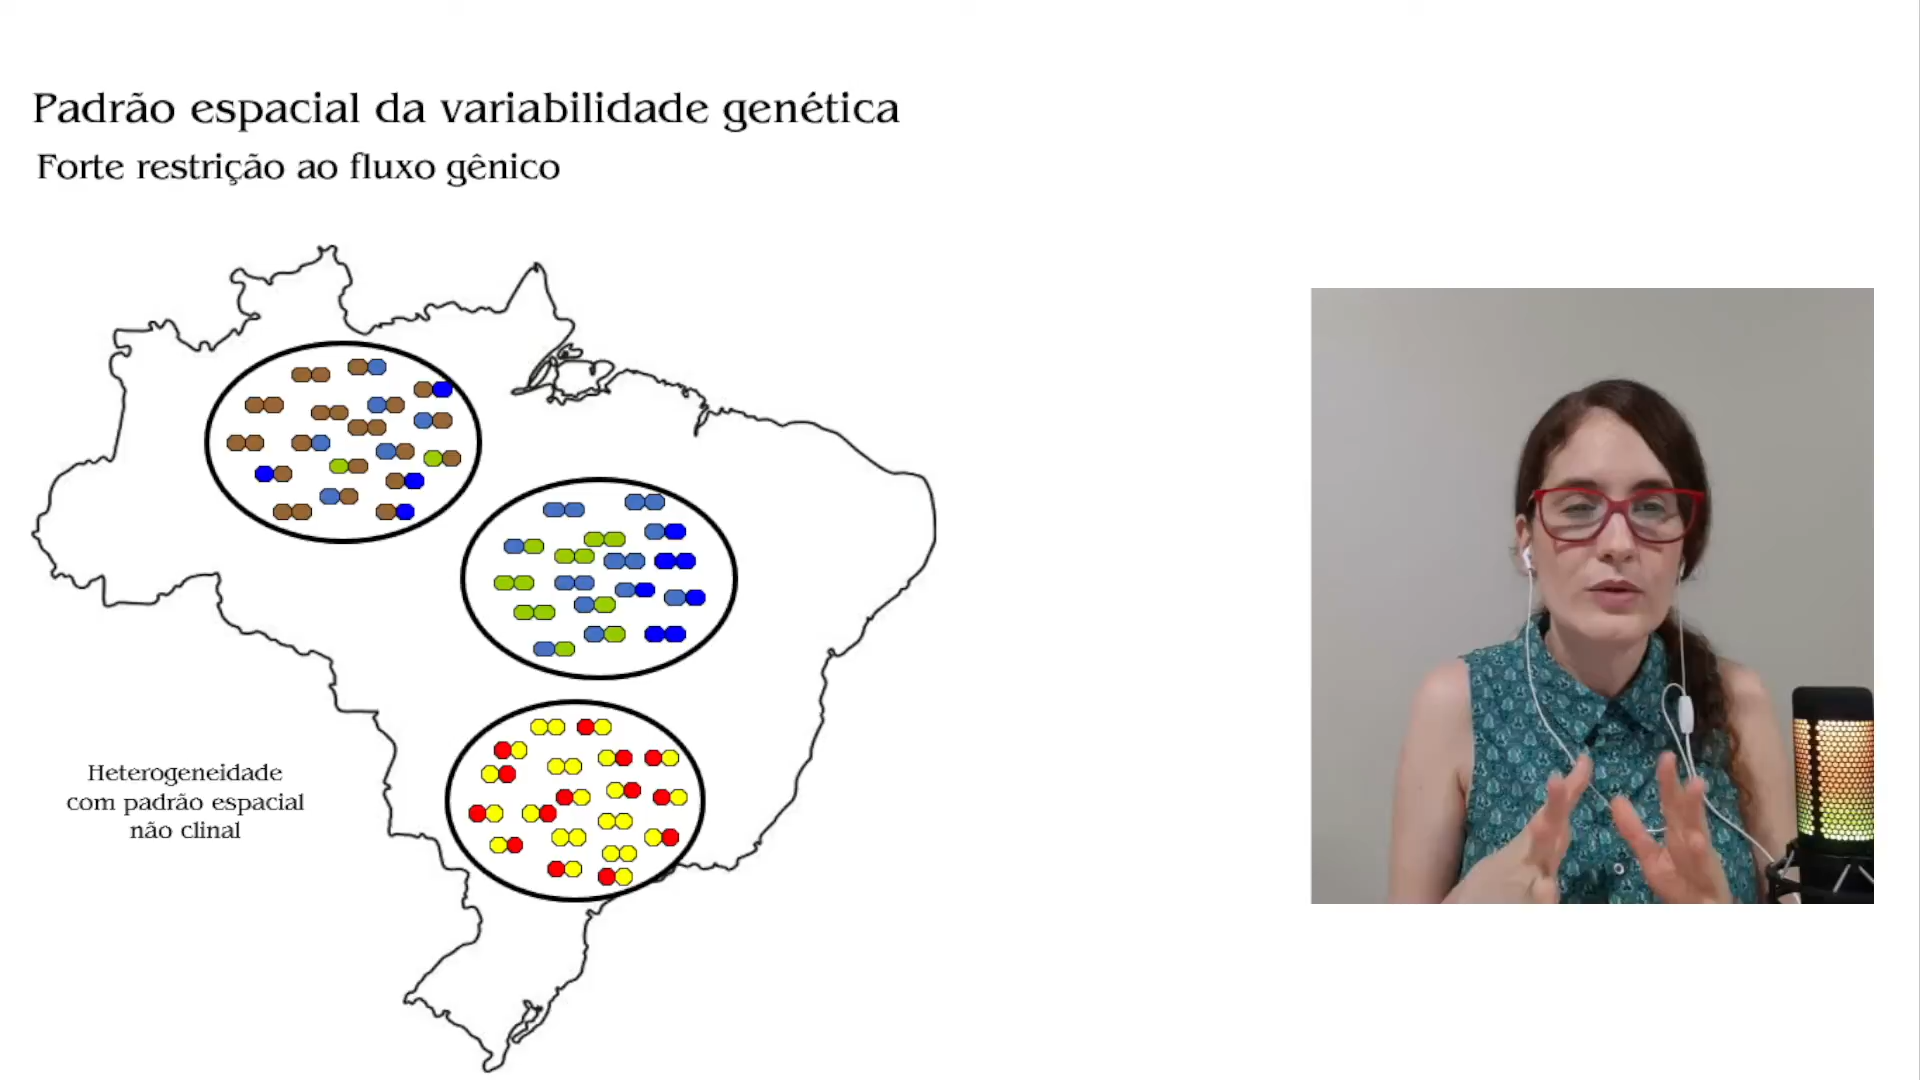 Padrão espacial da variabilidade genética
Forte restrição ao fluxo gênico
Heterogeneidade
com padrão espacial
não clinal